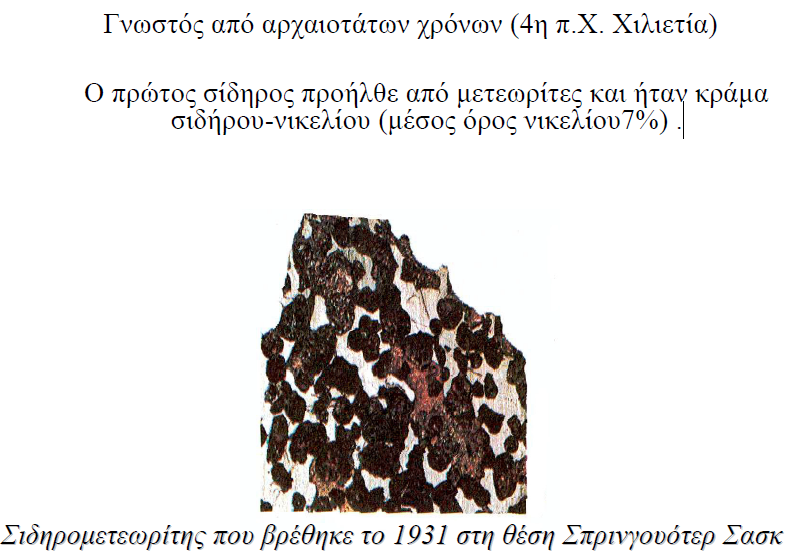 Γνωστός από αρχαιοτάτων χρόνων (4η π.Χ. Χιλιετία)
Ο πρώτος σίδηρος προήλθε από μετεωρίτες και ήταν κράμα
σιδήρου-νικελίου (μέσος όρος νικελίου7%) .
Σιδηρομετεωρίτης που βρέθηκε το 1931 στη θέση Σπρινγουότερ Σασκ